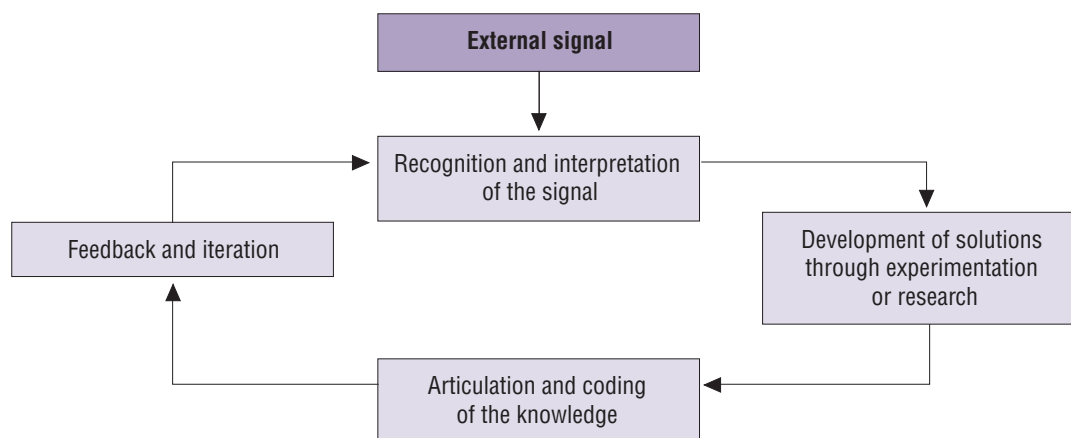 External signal
Recognition and interpretation
of the signal
Feedback and iteration
Development of solutions
through experimentation
or research
Articulation and coding
of the knowledge